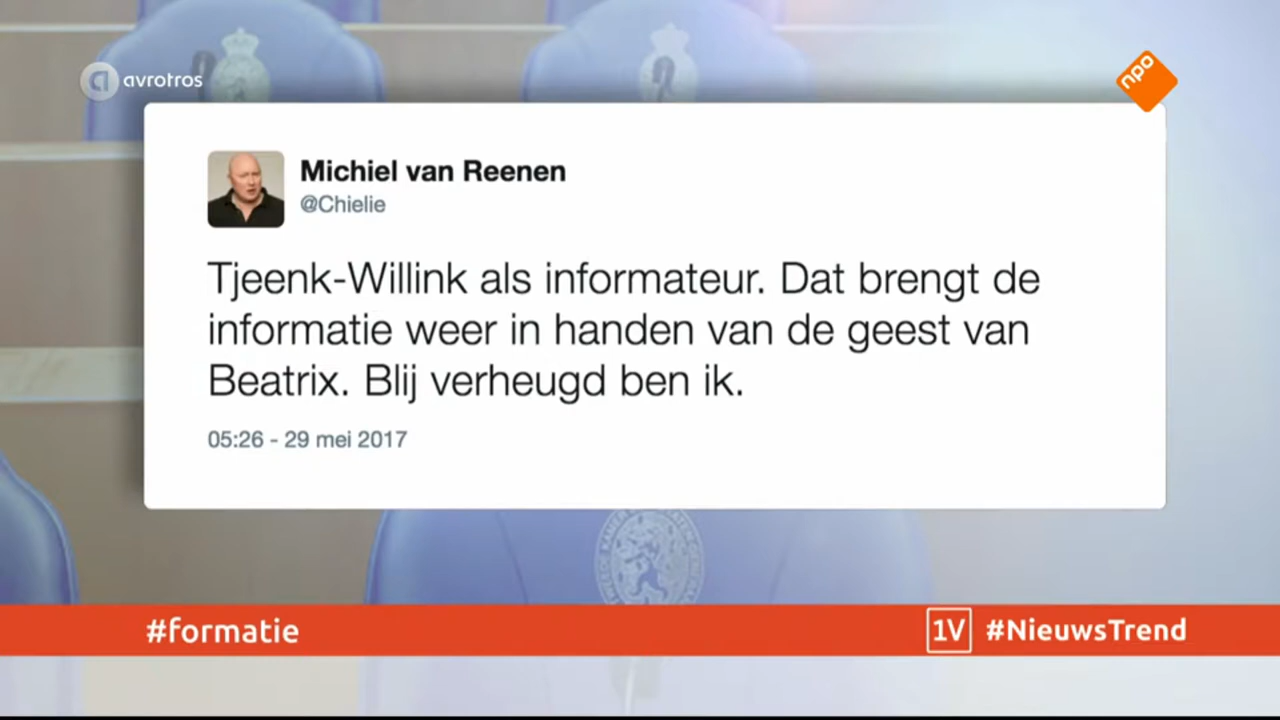 avrotros
npo
Michiel van Reenen
@Chielie
Tjeenk-Willink als informateur. Dat brengt de
informatie weer in handen van de geest van
Beatrix. Blij verheugd ben ik.
05:26 - 29 mei 2017
#formatie
1V #NieuwsTrend